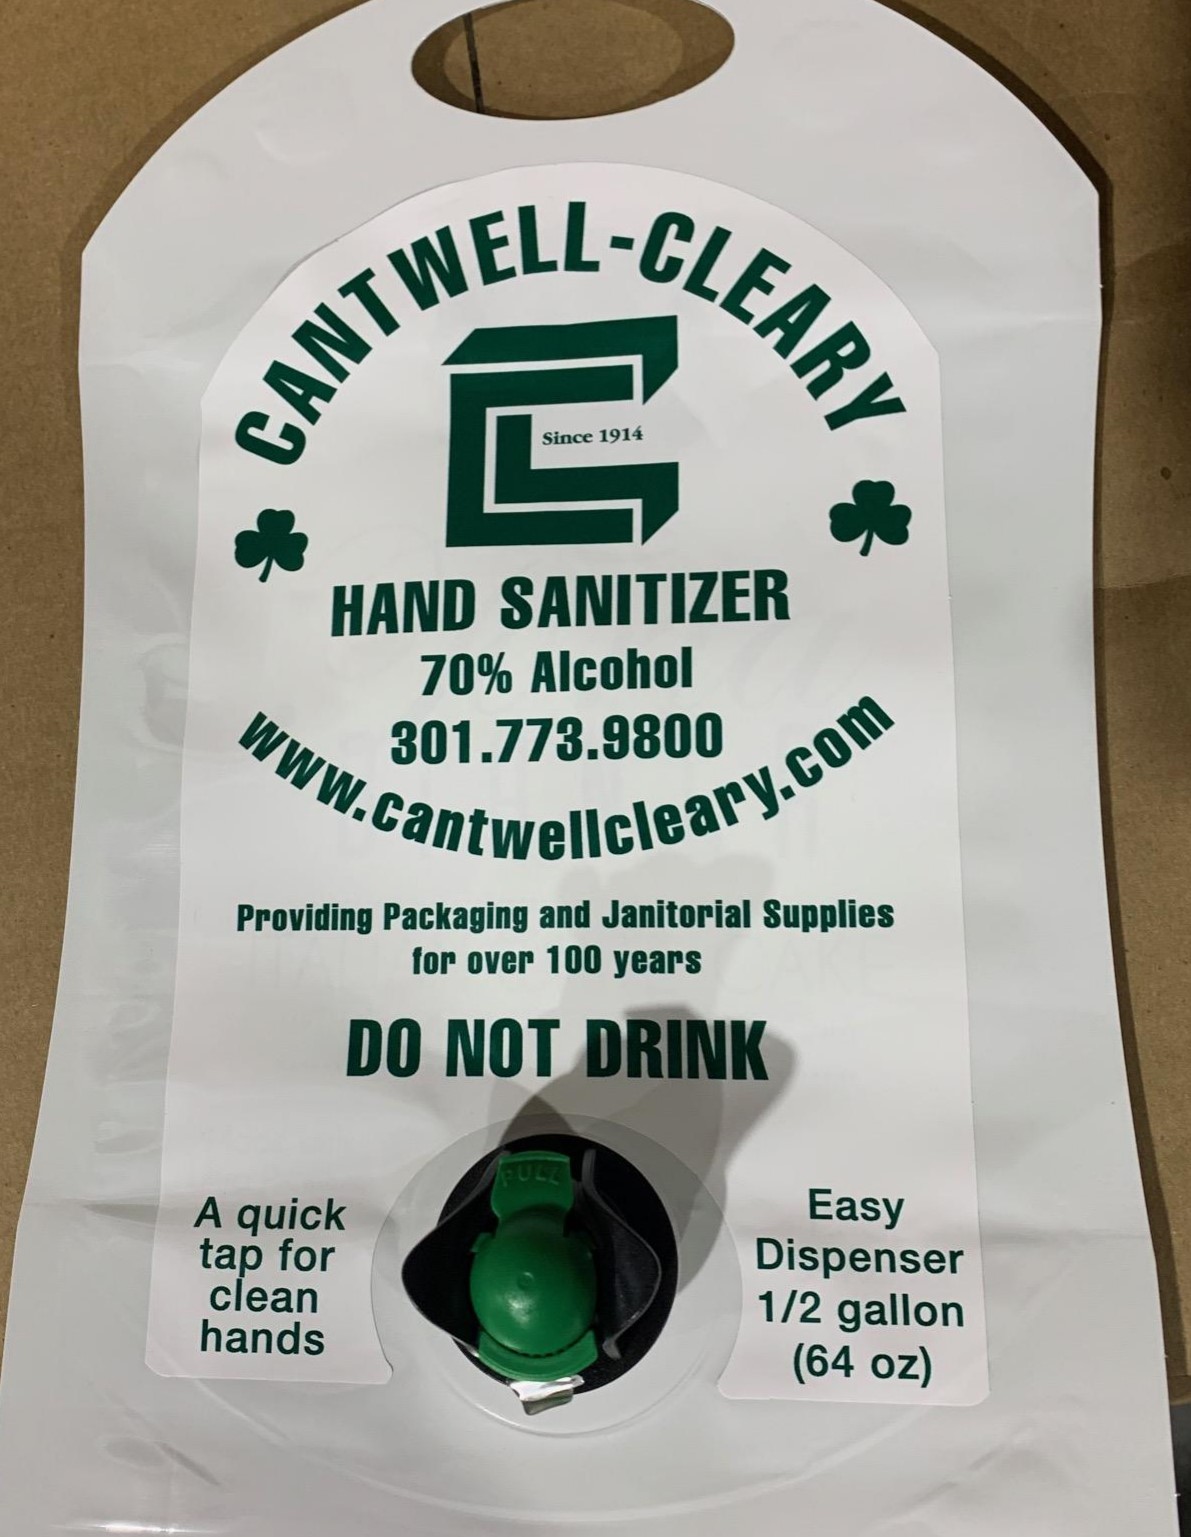 CANTWELL-CLEARY
Since 1914
HAND SANITIZER
70% Alcohol
301.773.9800
www.cantwellcleary.com
Providing Packaging and Janitorial Supplies
for over 100 years
DO NOT DRINK
PULL
A quick
tap for
clean
hands
Easy
Dispenser
1/2 gallon
(64 oz)